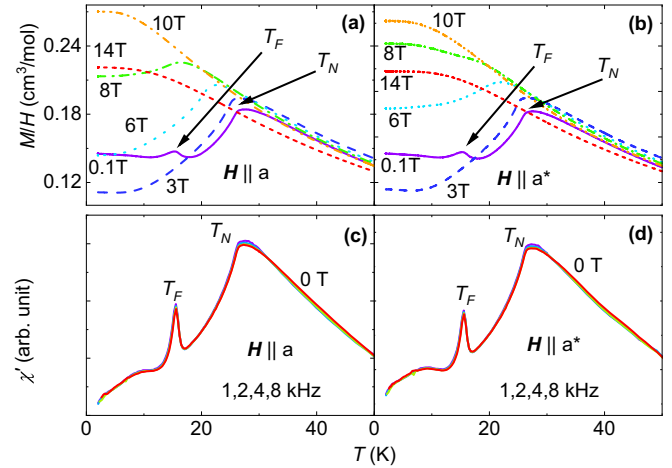 (a)
(b)
M/H (cm³/mol)
0.26
0.18
0.12
10T
14T
8T
6T
0.1T
3T
T_F
T_N
H || a
10T
8T
14T
6T
0.1T
3T
T_F
T_N
H || a*
(c)
(d)
χ′ (arb. unit)
T_N
T_F
0 T
H || a
1,2,4,8 kHz
T_N
T_F
0 T
H || a*
1,2,4,8 kHz
0 20 40 0 20 40
T (K)